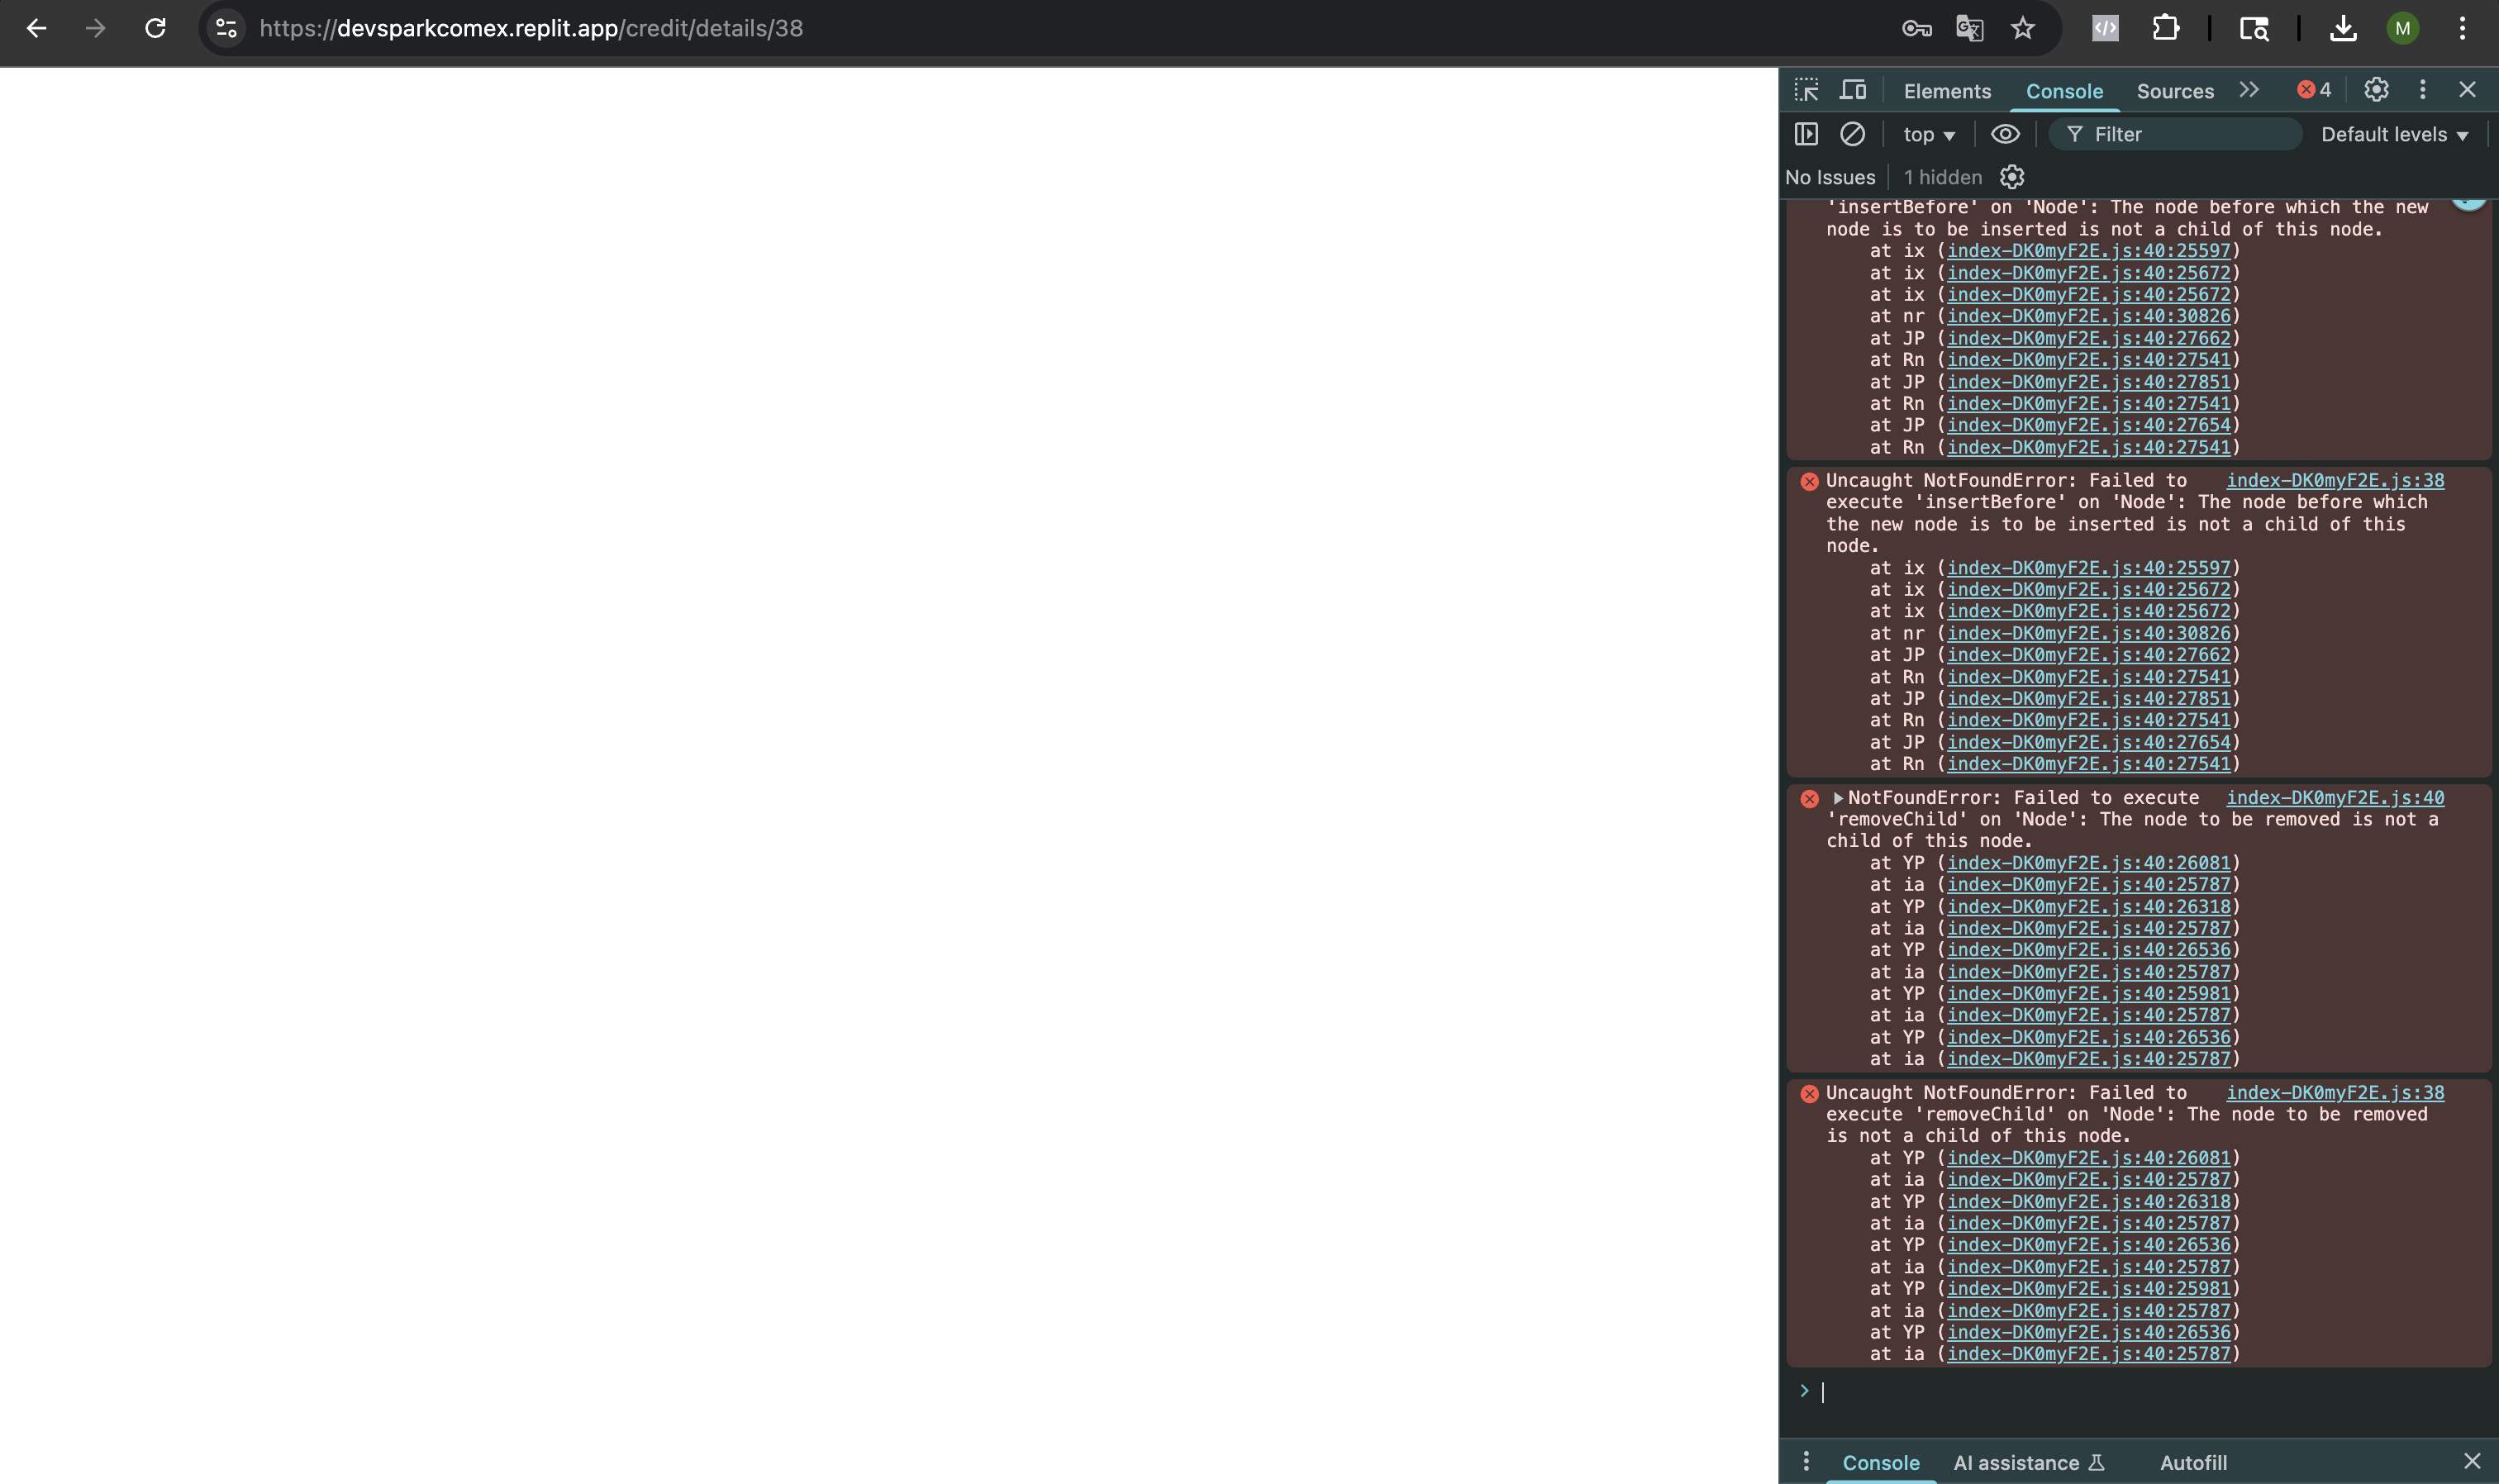 https://devsparkcomex.replit.app/credit/details/38
M
Elements Console Sources 4
top Filter Default levels
No Issues 1 hidden
'insertBefore' on 'Node': The node before which the new
node is to be inserted is not a child of this node.
at ix (index-DK0myF2E.js:40:25597)
at ix (index-DK0myF2E.js:40:25672)
at ix (index-DK0myF2E.js:40:25672)
at nr (index-DK0myF2E.js:40:30826)
at JP (index-DK0myF2E.js:40:27662)
at Rn (index-DK0myF2E.js:40:27541)
at JP (index-DK0myF2E.js:40:27851)
at Rn (index-DK0myF2E.js:40:27541)
at JP (index-DK0myF2E.js:40:27654)
at Rn (index-DK0myF2E.js:40:27541)
Uncaught NotFoundError: Failed to index-DK0myF2E.js:38
execute 'insertBefore' on 'Node': The node before which
the new node is to be inserted is not a child of this
node.
at ix (index-DK0myF2E.js:40:25597)
at ix (index-DK0myF2E.js:40:25672)
at ix (index-DK0myF2E.js:40:25672)
at nr (index-DK0myF2E.js:40:30826)
at JP (index-DK0myF2E.js:40:27662)
at Rn (index-DK0myF2E.js:40:27541)
at JP (index-DK0myF2E.js:40:27851)
at Rn (index-DK0myF2E.js:40:27541)
at JP (index-DK0myF2E.js:40:27654)
at Rn (index-DK0myF2E.js:40:27541)
NotFoundError: Failed to execute index-DK0myF2E.js:40
'removeChild' on 'Node': The node to be removed is not a
child of this node.
at YP (index-DK0myF2E.js:40:26081)
at ia (index-DK0myF2E.js:40:25787)
at YP (index-DK0myF2E.js:40:26318)
at ia (index-DK0myF2E.js:40:25787)
at YP (index-DK0myF2E.js:40:26536)
at ia (index-DK0myF2E.js:40:25787)
at YP (index-DK0myF2E.js:40:25981)
at ia (index-DK0myF2E.js:40:25787)
at YP (index-DK0myF2E.js:40:26536)
at ia (index-DK0myF2E.js:40:25787)
Uncaught NotFoundError: Failed to index-DK0myF2E.js:38
execute 'removeChild' on 'Node': The node to be removed
is not a child of this node.
at YP (index-DK0myF2E.js:40:26081)
at ia (index-DK0myF2E.js:40:25787)
at YP (index-DK0myF2E.js:40:26318)
at ia (index-DK0myF2E.js:40:25787)
at YP (index-DK0myF2E.js:40:26536)
at ia (index-DK0myF2E.js:40:25787)
at YP (index-DK0myF2E.js:40:25981)
at ia (index-DK0myF2E.js:40:25787)
at YP (index-DK0myF2E.js:40:26536)
at ia (index-DK0myF2E.js:40:25787)
Console AI assistance Autofill